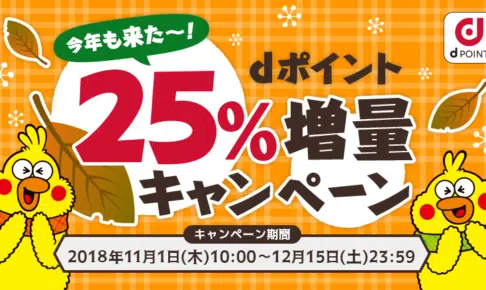 今年も来た〜!
dポイント
25%増量
キャンペーン
キャンペーン期間
2018年11月1日(木)10:00〜12月15日(土)23:59
d
d POINT